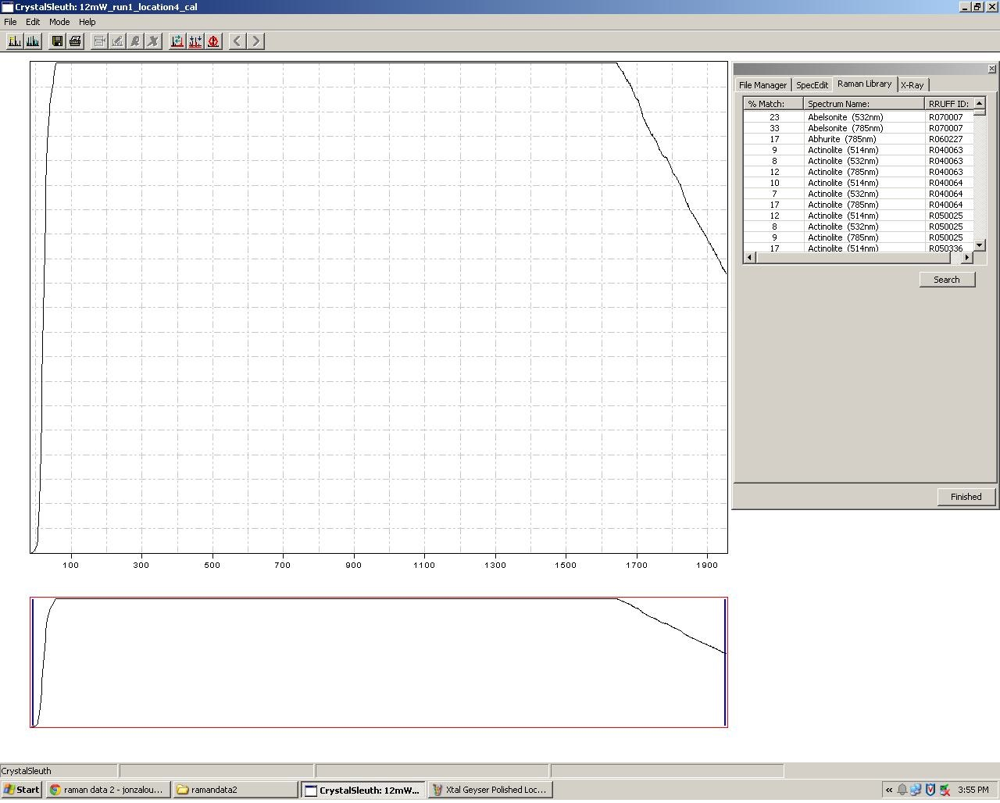 CrystalSleuth: 12mW_run1_location4_cal
File Edit Mode Help
File Manager SpecEdit Raman Library X-Ray
% Match: Spectrum Name: RRUFF ID:
23 Abelsonite (532nm) R070007
33 Abelsonite (785nm) R070007
17 Abhurite (785nm) R060227
9 Actinolite (514nm) R040063
8 Actinolite (532nm) R040063
12 Actinolite (785nm) R040063
10 Actinolite (514nm) R040064
7 Actinolite (532nm) R040064
17 Actinolite (785nm) R040064
12 Actinolite (514nm) R050025
8 Actinolite (532nm) R050025
9 Actinolite (785nm) R050025
17 Actinolite (514nm) R050336
Search
Finished
100 300 500 700 900 1100 1300 1500 1700 1900
CrystalSleuth
Start raman data 2 - jonzalou... ramandata2 CrystalSleuth: 12mW... Xtal Geyser Polished Loc... « 3:55 PM